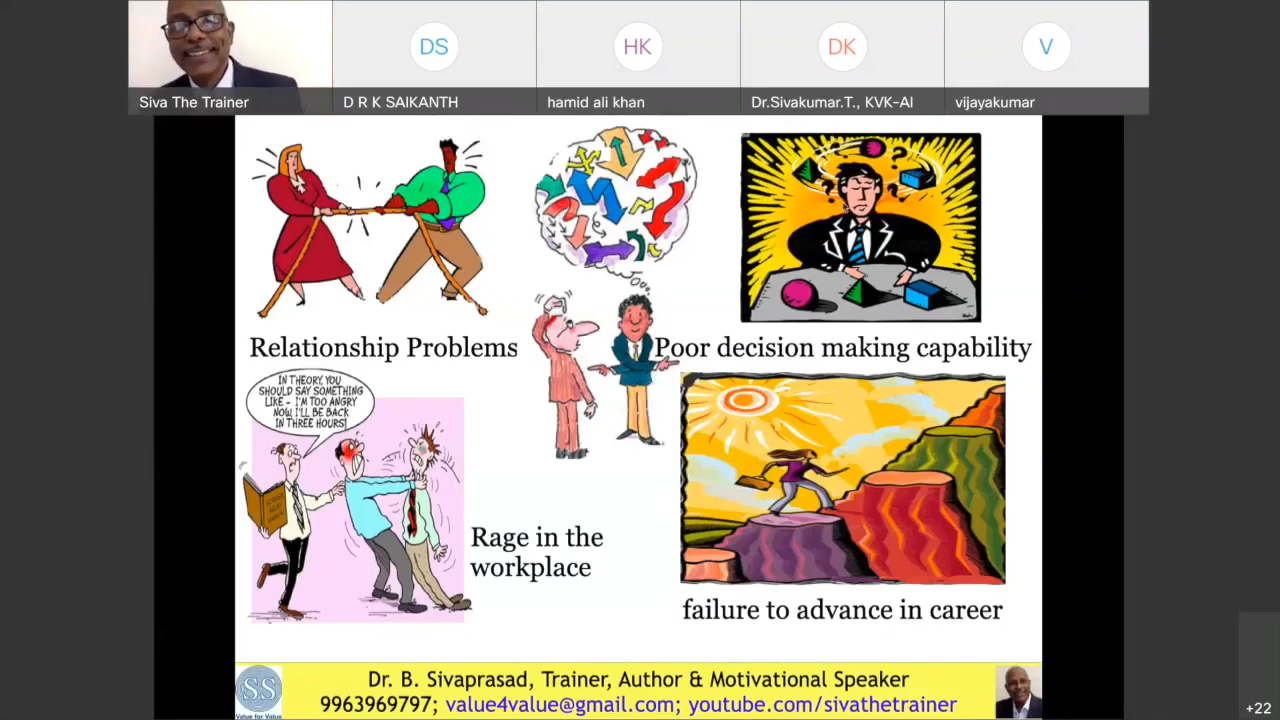 DS
HK
DK
V
Siva The Trainer
D R K SAIKANTH
hamid ali khan
Dr.Sivakumar.T., KVK-AI
vijayakumar
Relationship Problems
Poor decision making capability
IN THEORY, YOU
SHOULD SAY SOMETHING
LIKE - I'M TOO ANGRY
NOW, I'LL BE BACK
IN THREE HOURS!
Rage in the
workplace
failure to advance in career
SS
Value for Value
Dr. B. Sivaprasad, Trainer, Author & Motivational Speaker
9963969797; value4value@gmail.com; youtube.com/sivathetrainer
+22